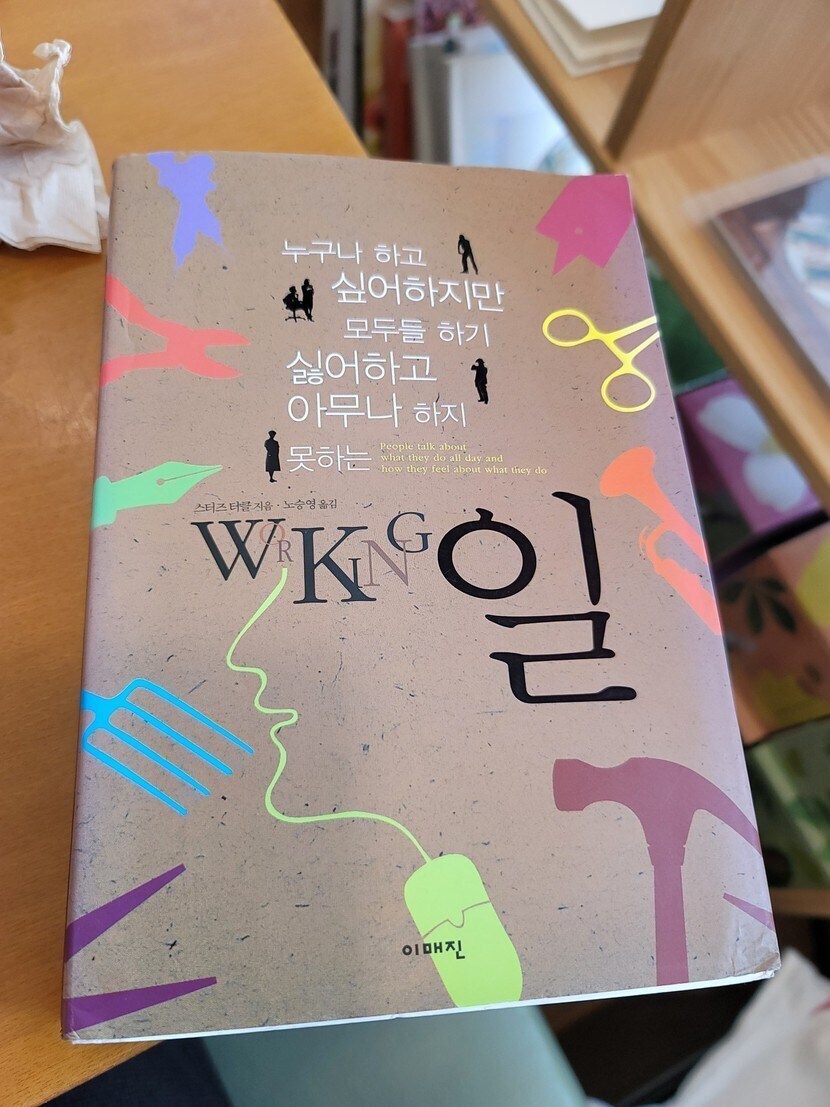 누구나 하고
싶어하지만
모두들 하기
싫어하고
아무나 하지
못하는
People talk about
what they do all day and
how they feel about what they do
스터즈 터클 지음 · 노승영 옮김
WORKING
일
이매진